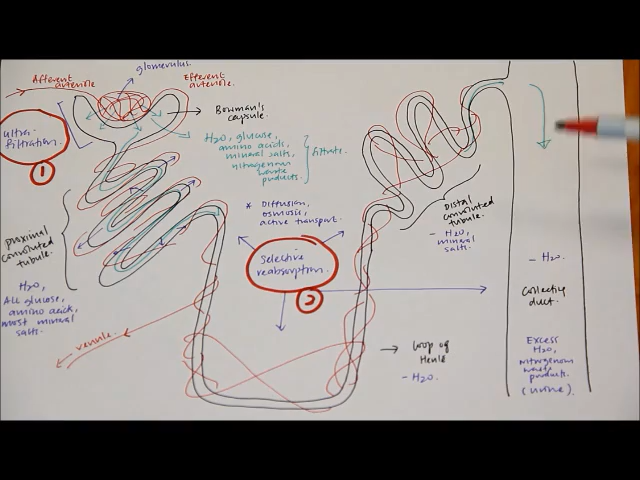 glomerulus
Afferent
arteriole
Efferent
arteriole
Bowman's
capsule.
Ultra-
filtration.
1
H2O, glucose,
amino acids,
mineral salts,
nitrogenous
waste
products.
filtrate.
* Diffusion,
osmosis,
active transport.
Proximal
convoluted
tubule.
H2O,
All glucose,
amino acids,
most mineral
salts.
Selective
reabsorption.
2
venule.
Distal convoluted
tubule.
- H2O,
mineral
salts.
Loop of
Henle
- H2O.
- H2O.
Collecting
duct.
Excess
H2O,
nitrogenous
waste
products.
(urine).